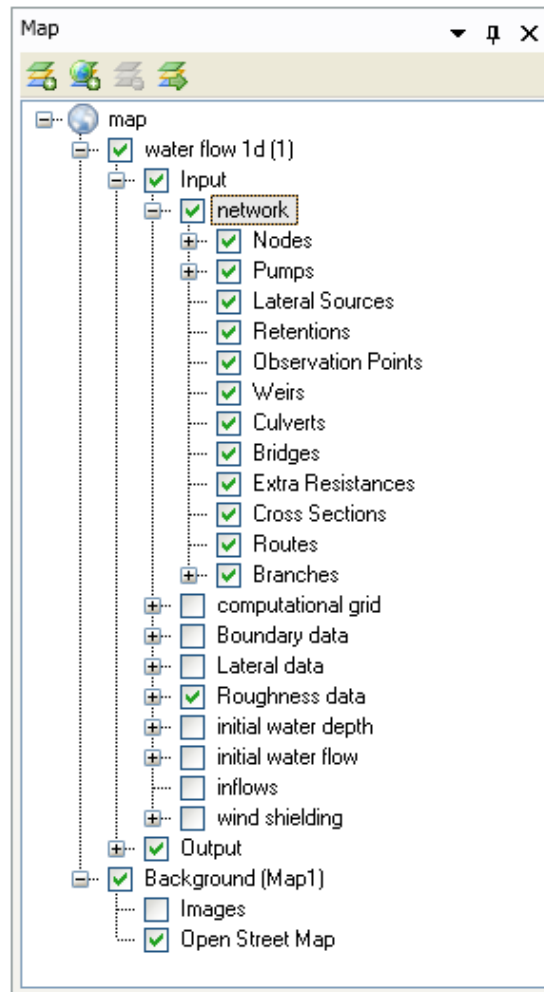 Map
map
water flow 1d (1)
Input
network
Nodes
Pumps
Lateral Sources
Retentions
Observation Points
Weirs
Culverts
Bridges
Extra Resistances
Cross Sections
Routes
Branches
computational grid
Boundary data
Lateral data
Roughness data
initial water depth
initial water flow
inflows
wind shielding
Output
Background (Map1)
Images
Open Street Map